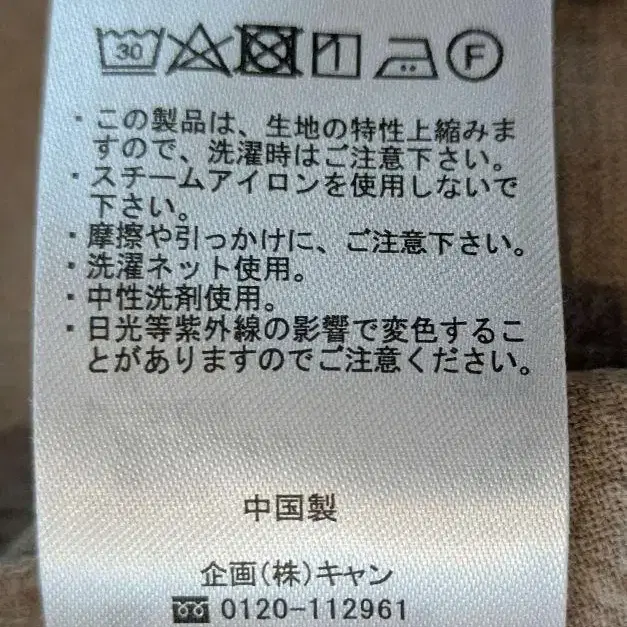 30 F
・この製品は、生地の特性上縮みま
すので、洗濯時はご注意下さい。
・スチームアイロンを使用しないで
下さい。
・摩擦や引っかけに、ご注意下さい。
・洗濯ネット使用。
・中性洗剤使用。
・日光等紫外線の影響で変色するこ
とがありますのでご注意ください。
中国製
企画(株)キャン
0120-112961